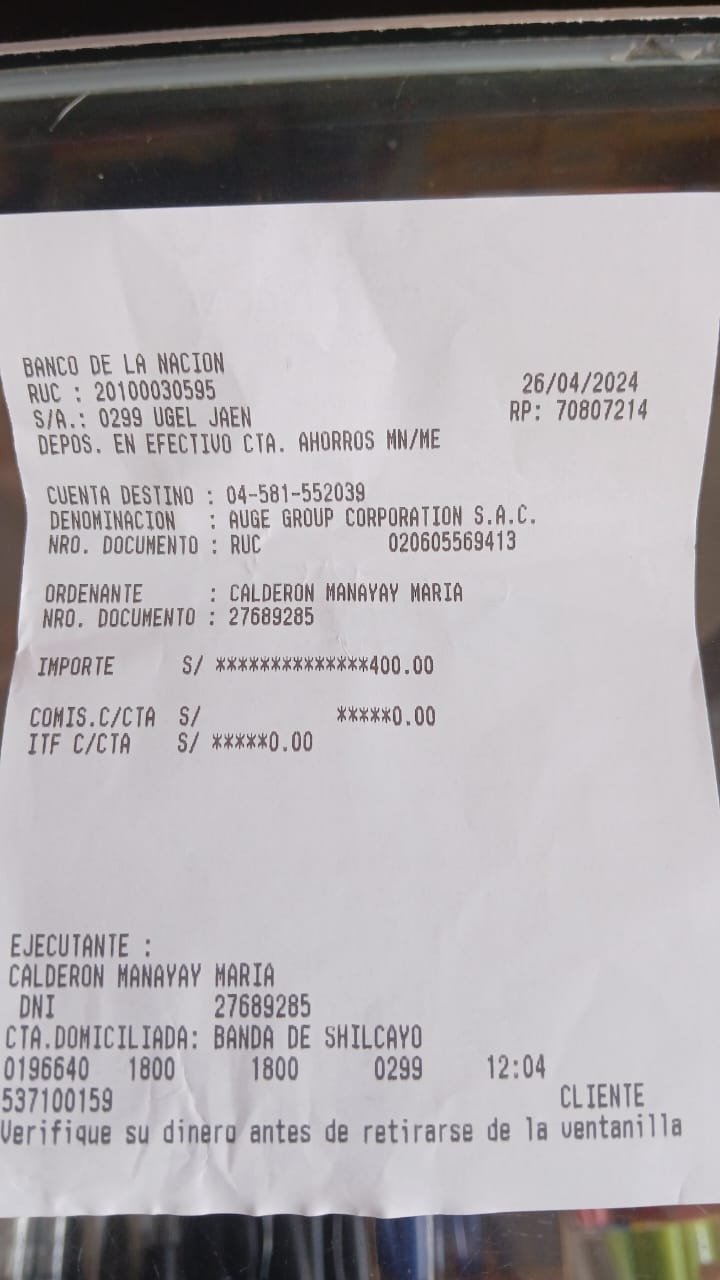 BANCO DE LA NACION
RUC : 20100030595 26/04/2024
S/A.: 0299 UGEL JAEN RP: 70807214
DEPOS. EN EFECTIVO CTA. AHORROS MN/ME
CUENTA DESTINO : 04-581-552039
DENOMINACION : AUGE GROUP CORPORATION S.A.C.
NRO. DOCUMENTO : RUC 020605569413
ORDENANTE : CALDERON MANAYAY MARIA
NRO. DOCUMENTO : 27689285
IMPORTE S/ **************400.00
COMIS.C/CTA S/ *****0.00
ITF C/CTA S/ *****0.00
EJECUTANTE :
CALDERON MANAYAY MARIA
DNI 27689285
CTA.DOMICILIADA: BANDA DE SHILCAYO
0196640 1800 1800 0299 12:04
537100159 CLIENTE
Verifique su dinero antes de retirarse de la ventanilla